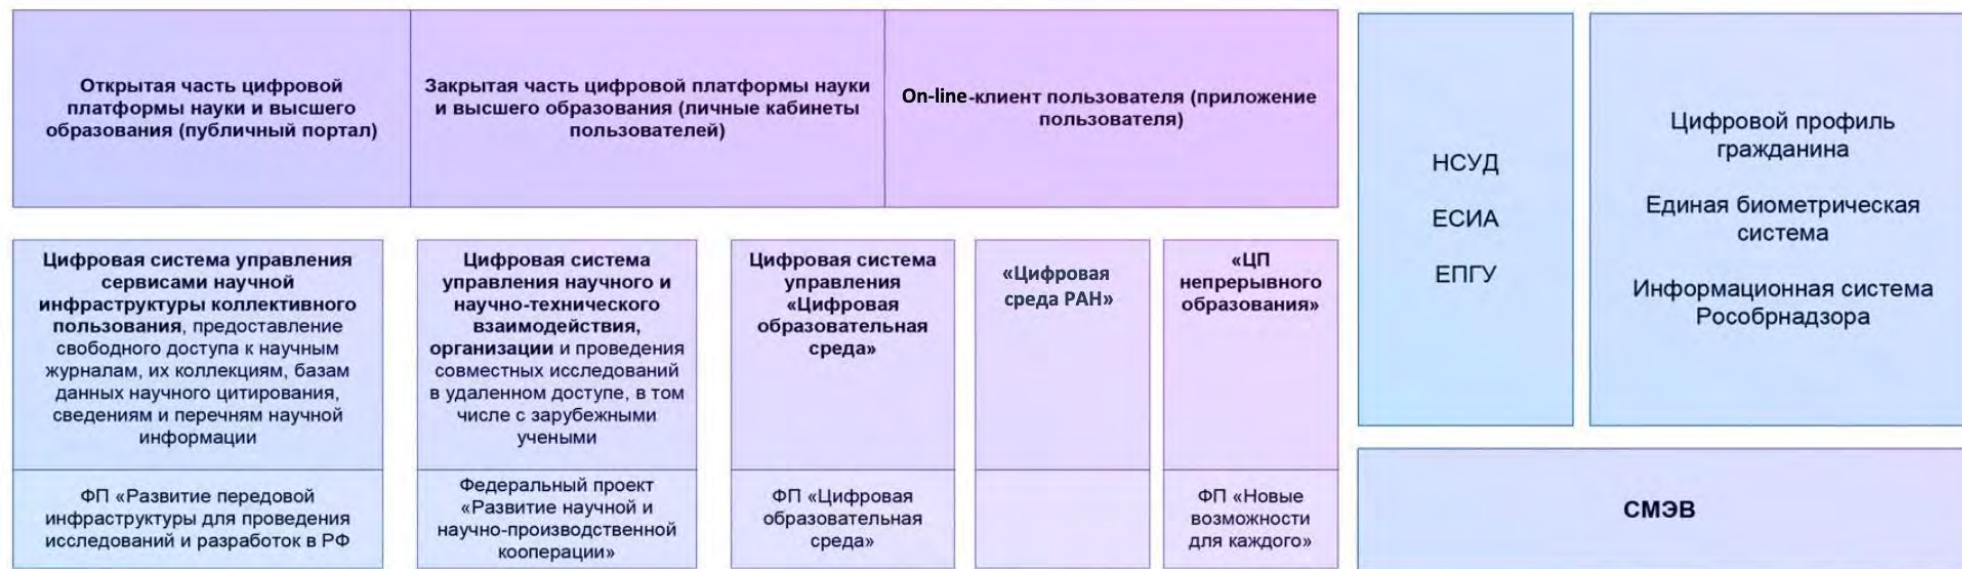 Открытая часть цифровой
платформы науки и высшего
образования (публичный портал)
Закрытая часть цифровой платформы науки
и высшего образования (личные кабинеты
пользователей)
On-line-клиент пользователя (приложение
пользователя)
НСУД
ЕСИА
ЕПГУ
Цифровой профиль
гражданина
Единая биометрическая
система
Информационная система
Рособрнадзора
Цифровая система управления
сервисами научной
инфраструктуры коллективного
пользования, предоставление
свободного доступа к научным
журналам, их коллекциям, базам
данных научного цитирования,
сведениям и перечням научной
информации
Цифровая система
управления научного и
научно-технического
взаимодействия,
организации и проведения
совместных исследований
в удаленном доступе, в том
числе с зарубежными
учеными
Цифровая система
управления
«Цифровая
образовательная
среда»
«Цифровая
среда РАН»
«ЦП
непрерывного
образования»
ФП «Развитие передовой
инфраструктуры для проведения
исследований и разработок в РФ
Федеральный проект
«Развитие научной и
научно-производственной
кооперации»
ФП «Цифровая
образовательная
среда»
ФП «Новые
возможности
для каждого»
СМЭВ